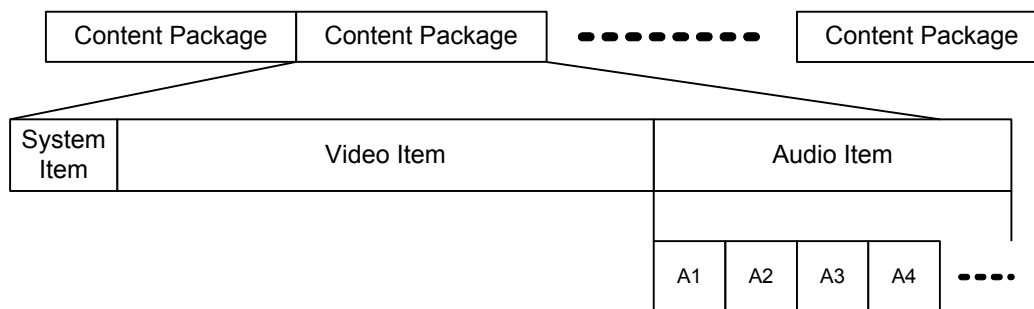 Content Package
Content Package
Content Package
System
Item
Video Item
Audio Item
A1
A2
A3
A4